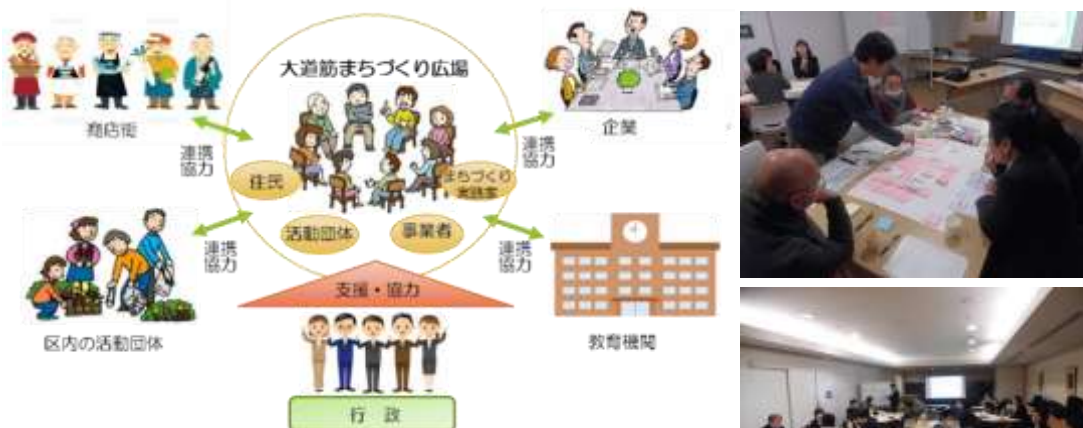 大道筋まちづくり広場
商店街
企業
連携
協力
連携
協力
住民
まちづくり
実践家
活動団体
事業者
連携
協力
連携
協力
支援・協力
区内の活動団体
教育機関
行 政